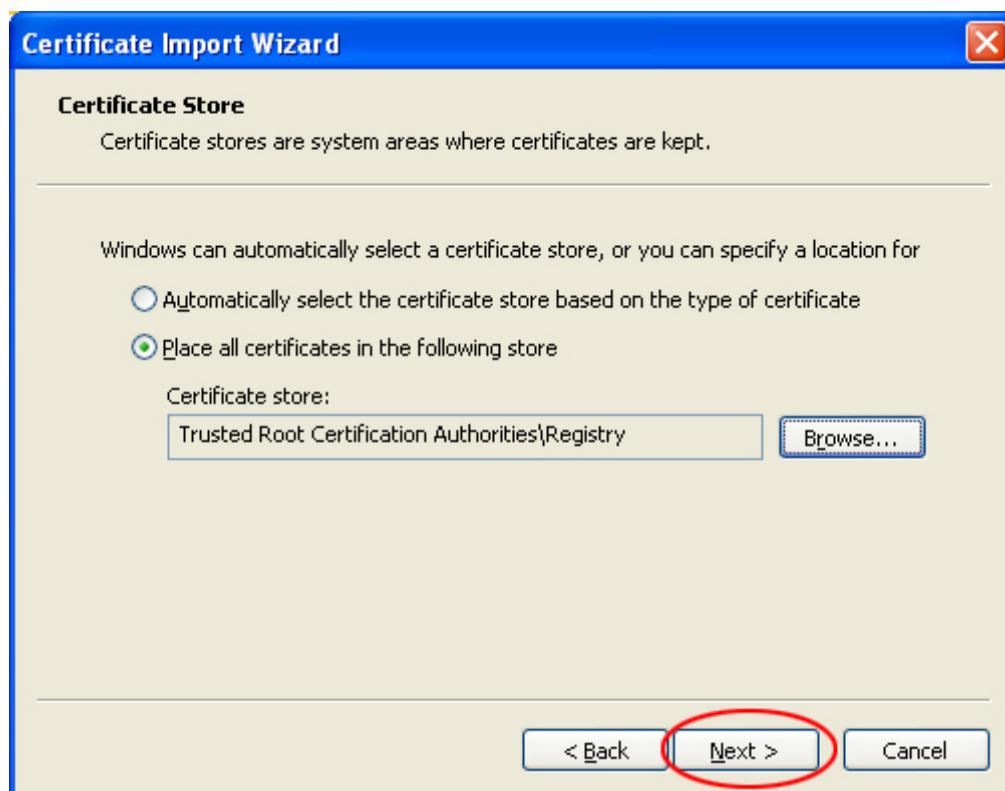 Certificate Import Wizard
Certificate Store
Certificate stores are system areas where certificates are kept.
Windows can automatically select a certificate store, or you can specify a location for
Automatically select the certificate store based on the type of certificate
Place all certificates in the following store
Certificate store:
Trusted Root Certification Authorities\Registry
Browse...
< Back
Next >
Cancel